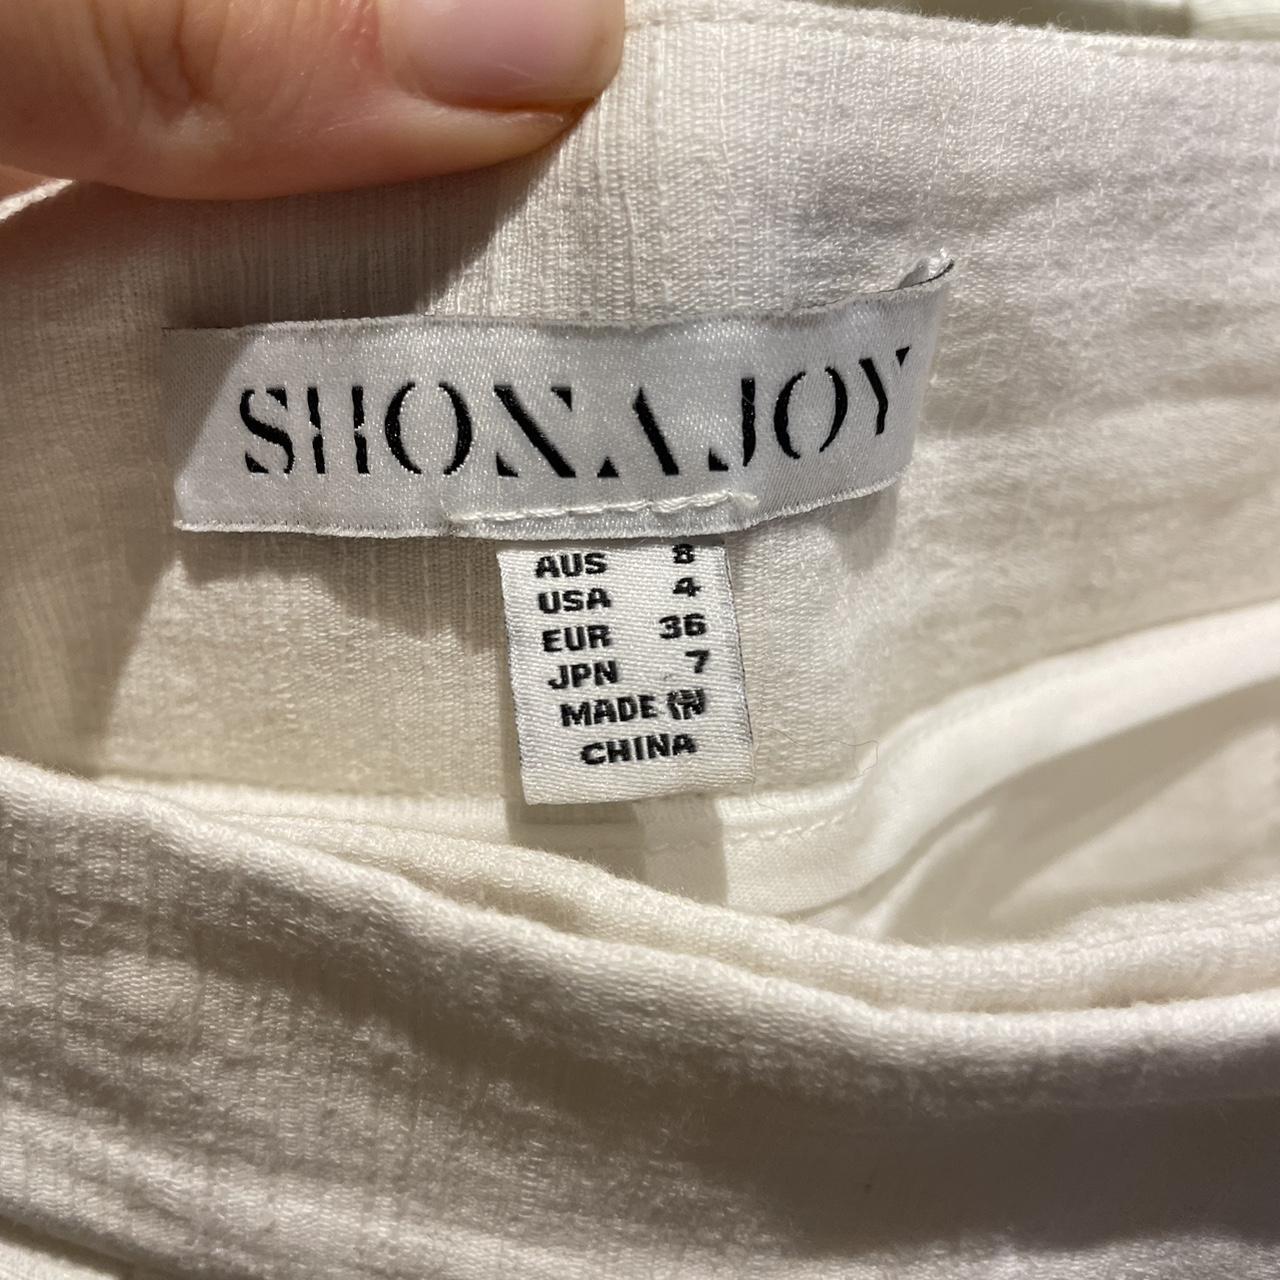 SHONA JOY
AUS 8
USA 4
EUR 36
JPN 7
MADE IN
CHINA